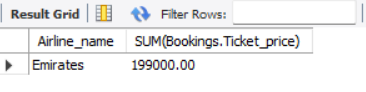 Result Grid Filter Rows:
Airline_name SUM(Bookings.Ticket_price)
Emirates 199000.00